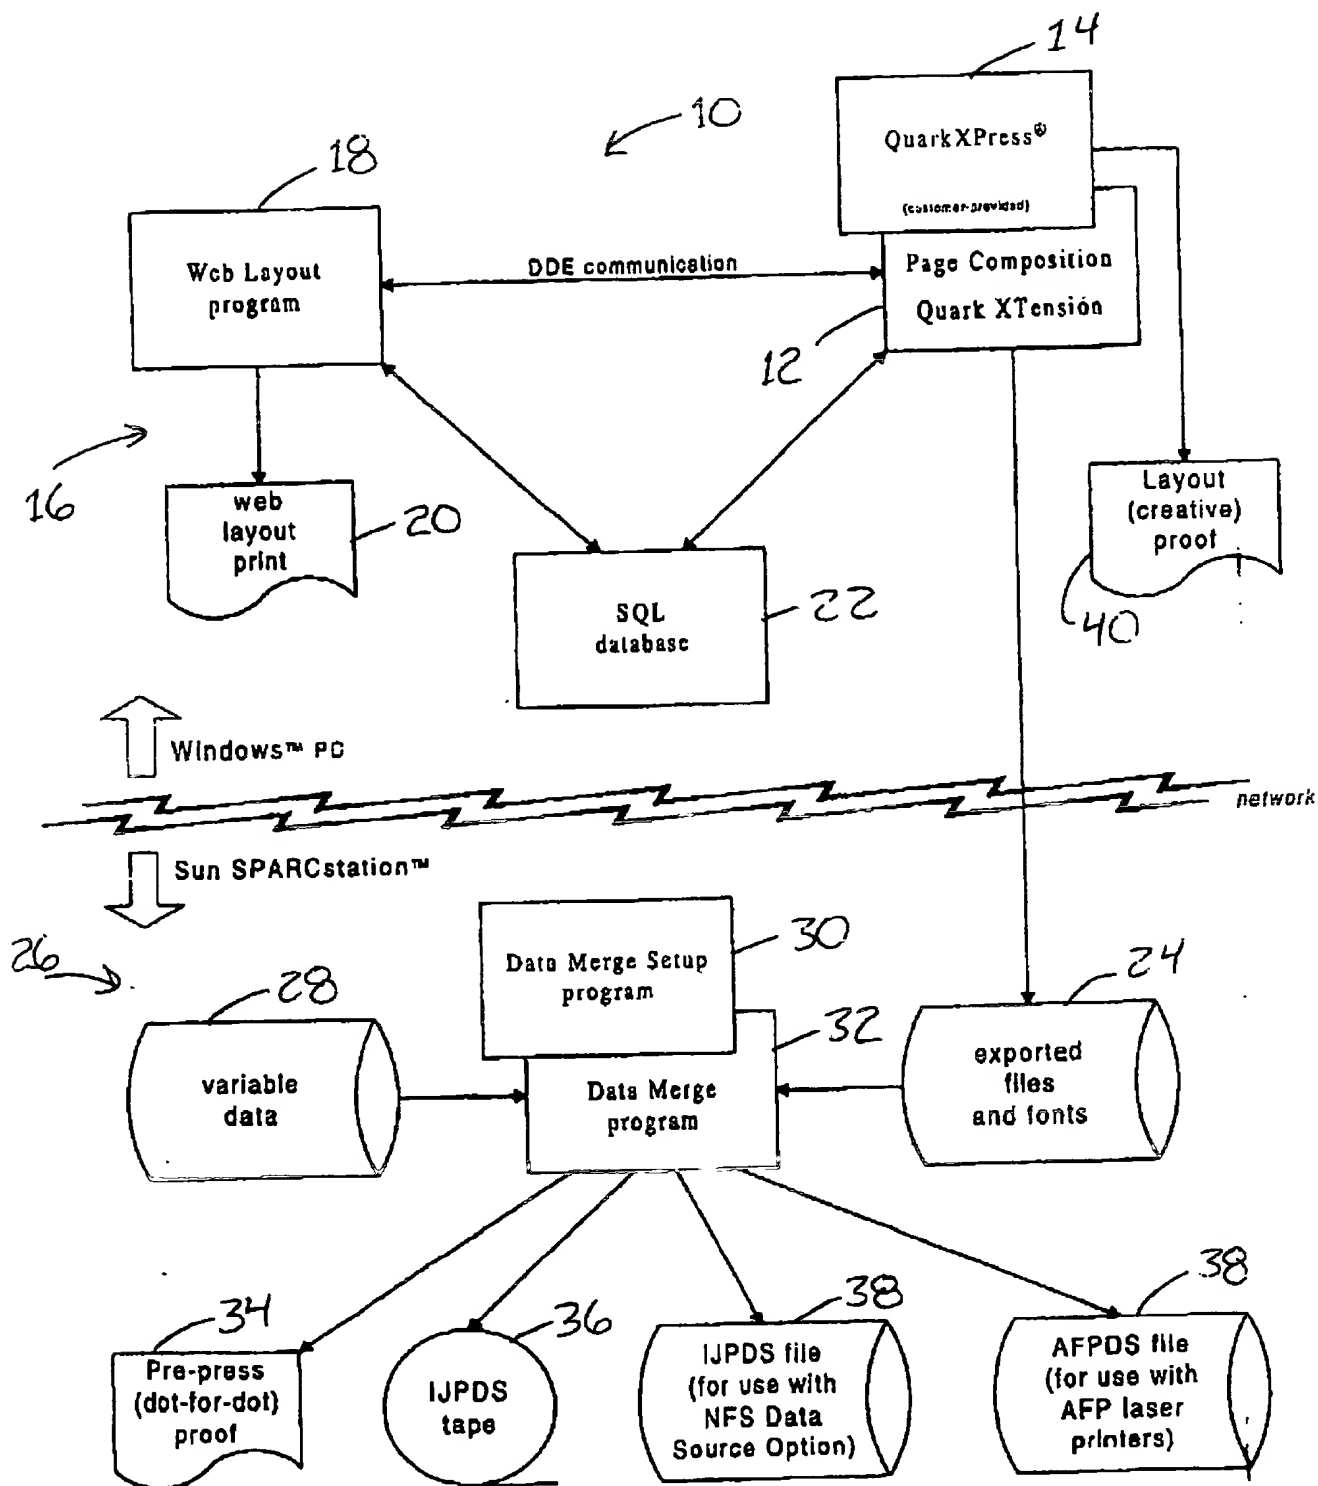 14
10
QuarkXPress®
(customer-provided)
18
Web Layout
program
DDE communication
Page Composition
Quark XTension
12
16
web
layout
print
20
Layout
(creative)
proof
40
SQL
database
22
Windows™ PC
network
Sun SPARCstation™
26
28
30
24
Data Merge Setup
program
32
variable
data
Data Merge
program
exported
files
and fonts
34
36
38
38
Pre-press
(dot-for-dot)
proof
IJPDS
tape
IJPDS file
(for use with
NFS Data
Source Option)
AFPDS file
(for use with
AFP laser
printers)